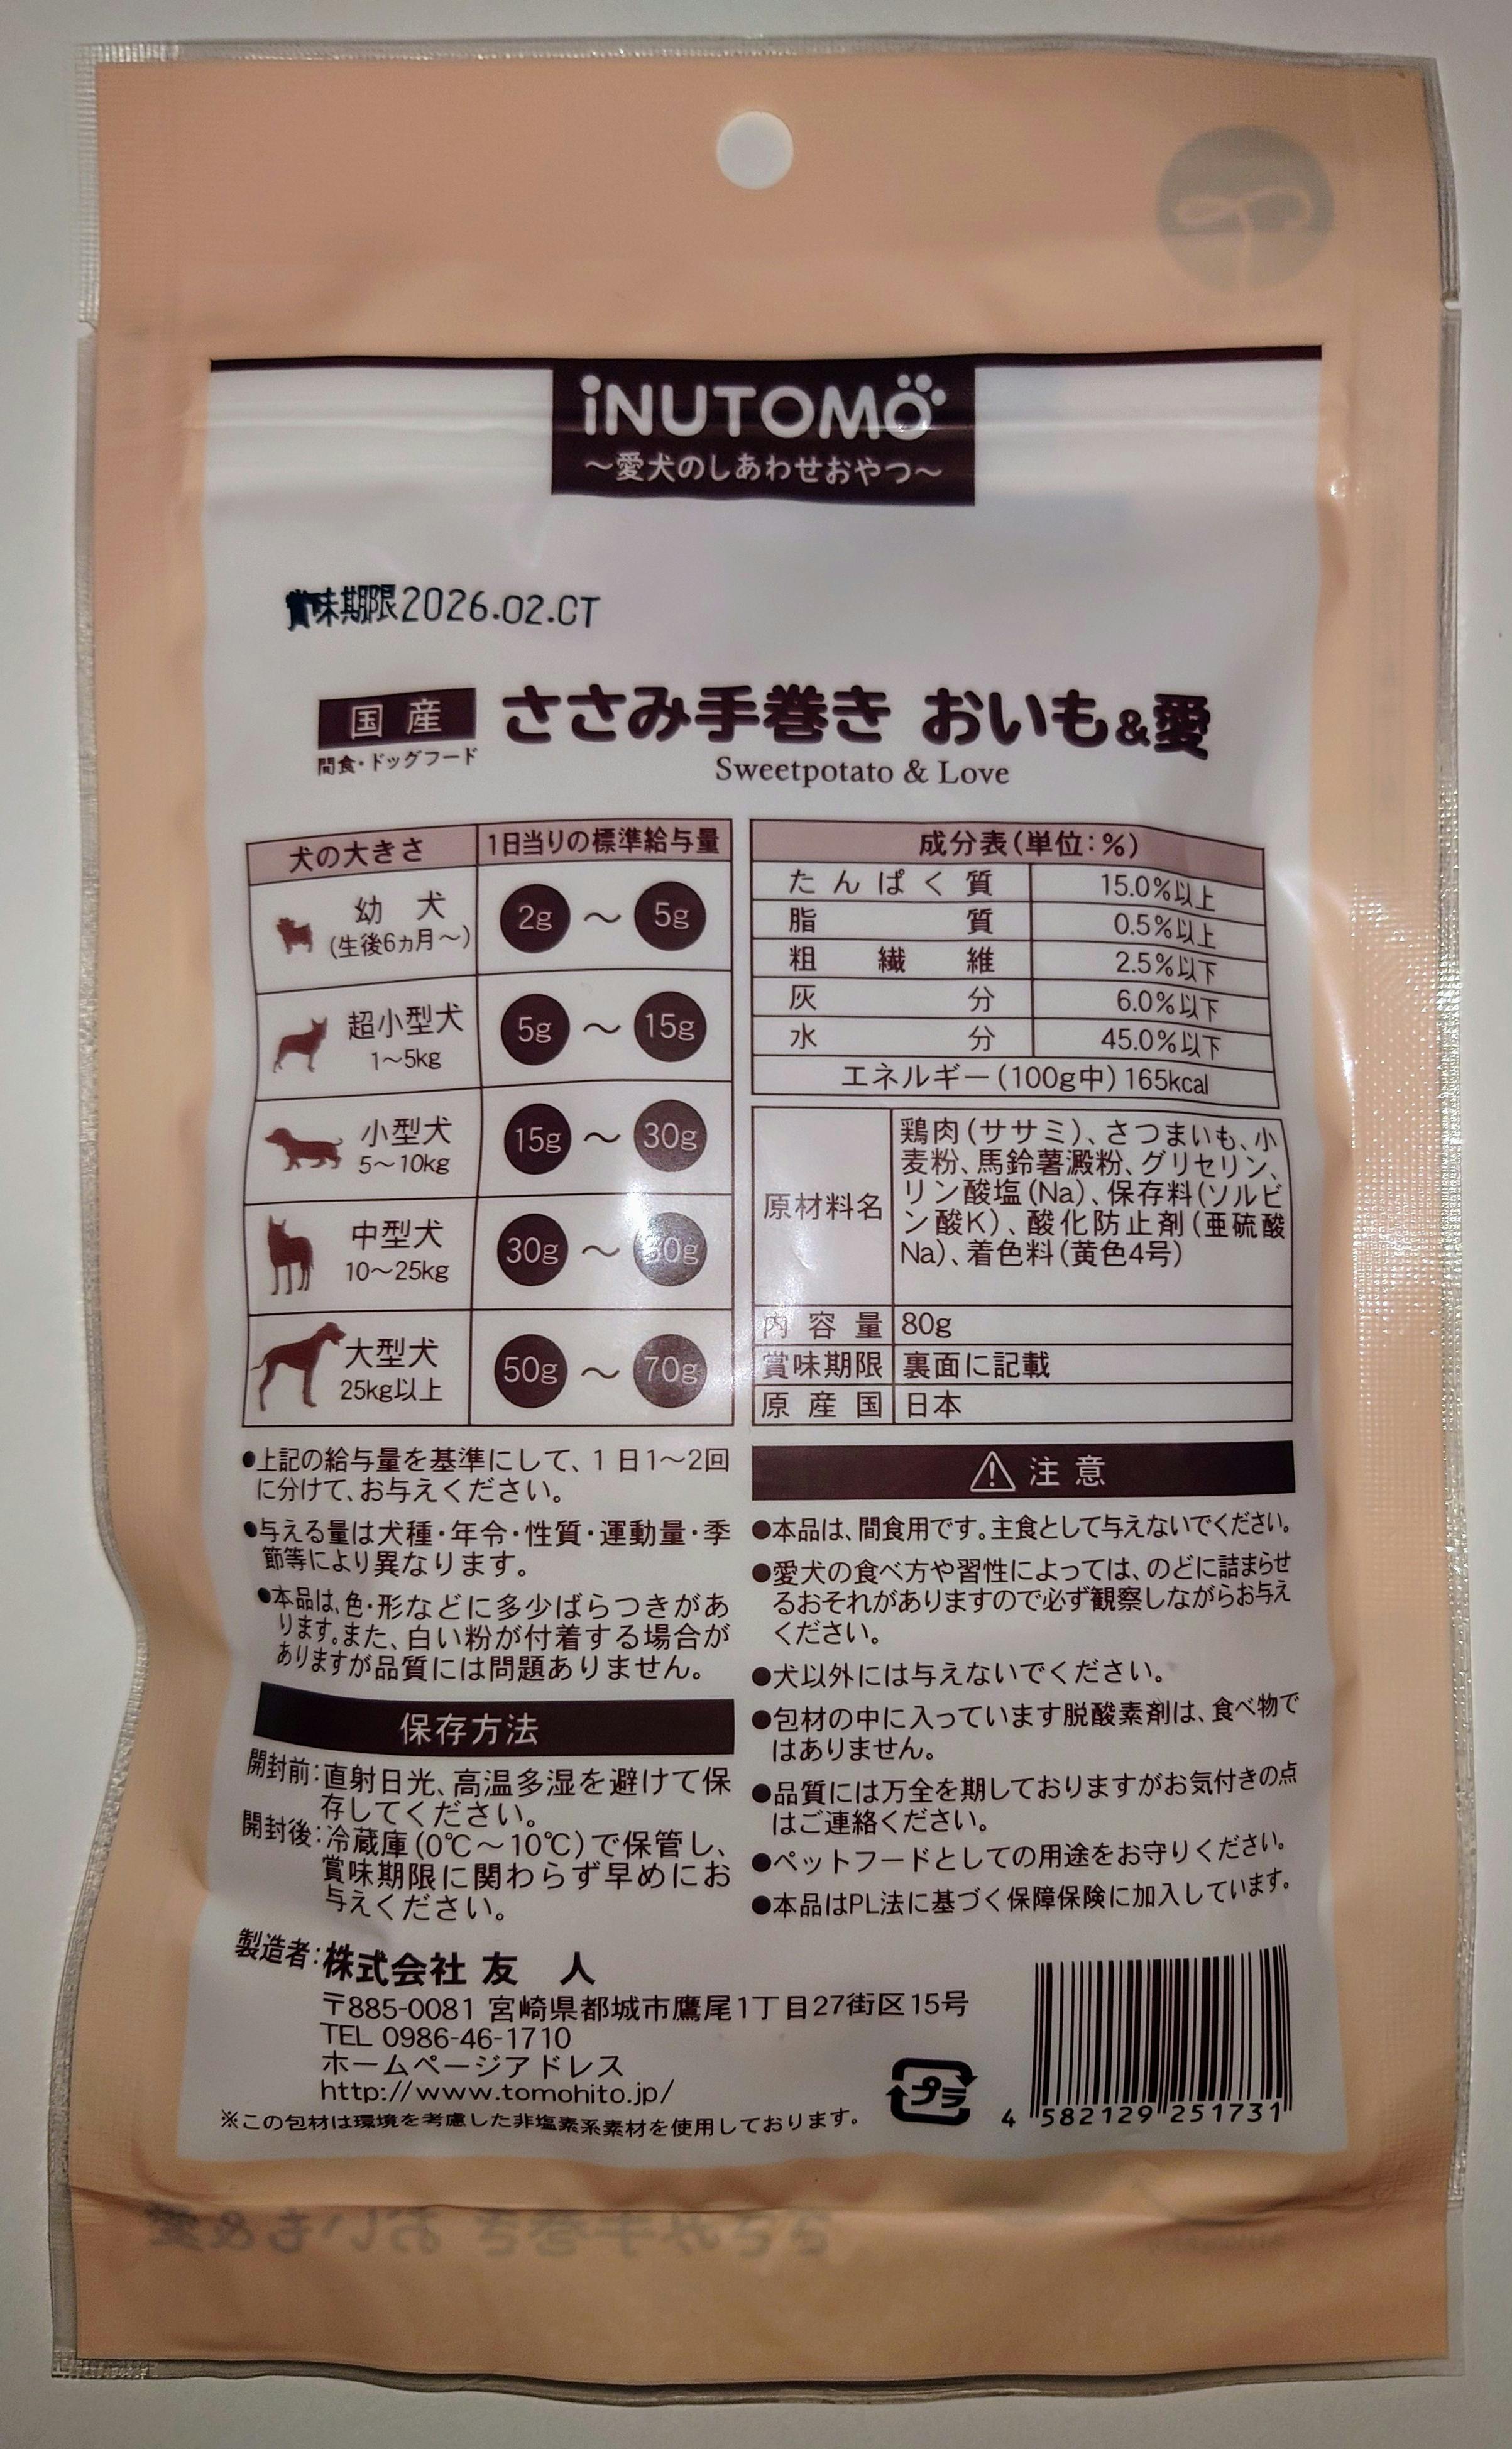 iNUTOMO
～愛犬のしあわせおやつ～
賞味期限2026.02.CT
国産 ささみ手巻き おいも&愛
間食・ドッグフード
Sweetpotato & Love
犬の大きさ 1日当りの標準給与量
幼犬 2g ～ 5g
(生後6ヵ月～)
超小型犬 5g ～ 15g
1～5kg
小型犬 15g ～ 30g
5～10kg
中型犬 30g ～ 0g
10～25kg
大型犬 50g ～ 70g
25kg以上
●上記の給与量を基準にして、1日1～2回
に分けて、お与えください。
●与える量は犬種・年令・性質・運動量・季
節等により異なります。
●本品は、色・形などに多少ばらつきがあ
ります。また、白い粉が付着する場合が
ありますが品質には問題ありません。
保存方法
開封前:直射日光、高温多湿を避けて保
存してください。
開封後:冷蔵庫(0℃～10℃)で保管し、
賞味期限に関わらず早めにお
与えください。
成分表(単位:%)
たんぱく質 15.0%以上
脂質 0.5%以上
粗繊維 2.5%以下
灰分 6.0%以下
水分 45.0%以下
エネルギー(100g中)165kcal
原材料名 鶏肉(ササミ)、さつまいも、小
麦粉、馬鈴薯澱粉、グリセリン、
リン酸塩(Na)、保存料(ソルビ
ン酸K)、酸化防止剤(亜硫酸
Na)、着色料(黄色4号)
内容量 80g
賞味期限 裏面に記載
原産国 日本
注意
●本品は、間食用です。主食として与えないでください。
●愛犬の食べ方や習性によっては、のどに詰まらせ
るおそれがありますので必ず観察しながらお与え
ください。
●犬以外には与えないでください。
●包材の中に入っています脱酸素剤は、食べ物で
はありません。
●品質には万全を期しておりますがお気付きの点
はご連絡ください。
●ペットフードとしての用途をお守りください。
●本品はPL法に基づく保障保険に加入しています。
製造者:株式会社 友 人
〒885-0081 宮崎県都城市鷹尾1丁目27街区15号
TEL 0986-46-1710
ホームページアドレス
http://www.tomohito.jp/
※この包材は環境を考慮した非塩素系素材を使用しております。
プラ
4 582129 251731